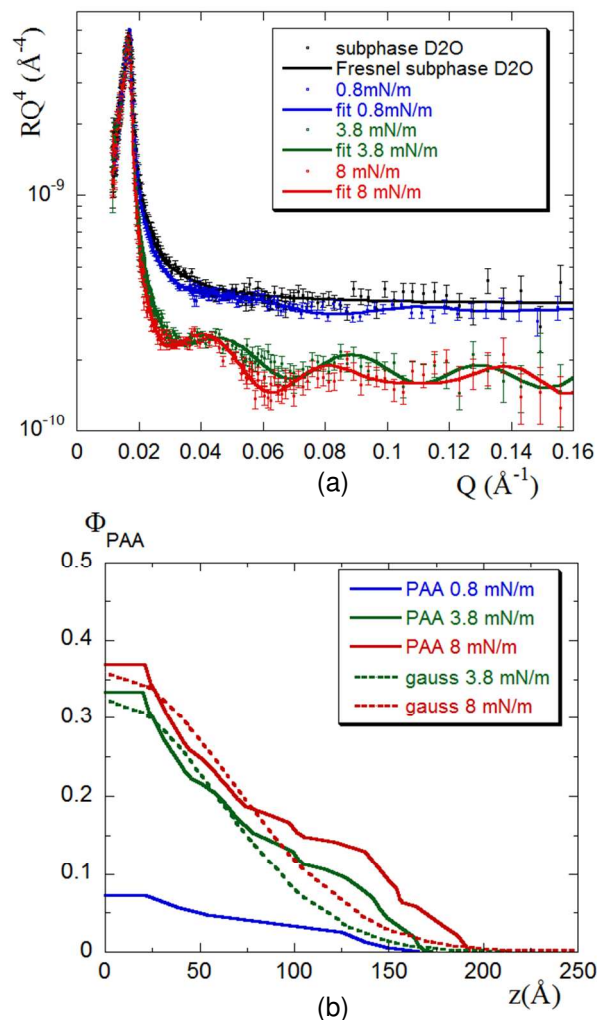 RQ⁴ (Å⁻⁴)
10⁻⁹
10⁻¹⁰
subphase D2O
Fresnel subphase D2O
0.8mN/m
fit 0.8mN/m
3.8 mN/m
fit 3.8 mN/m
8 mN/m
fit 8 mN/m
0 0.02 0.04 0.06 0.08 0.1 0.12 0.14 0.16
Q (Å⁻¹)
(a)
Φ_PAA
0.5
0.4
0.3
0.2
0.1
0
PAA 0.8 mN/m
PAA 3.8 mN/m
PAA 8 mN/m
gauss 3.8 mN/m
gauss 8 mN/m
0 50 100 150 200 250
z(Å)
(b)